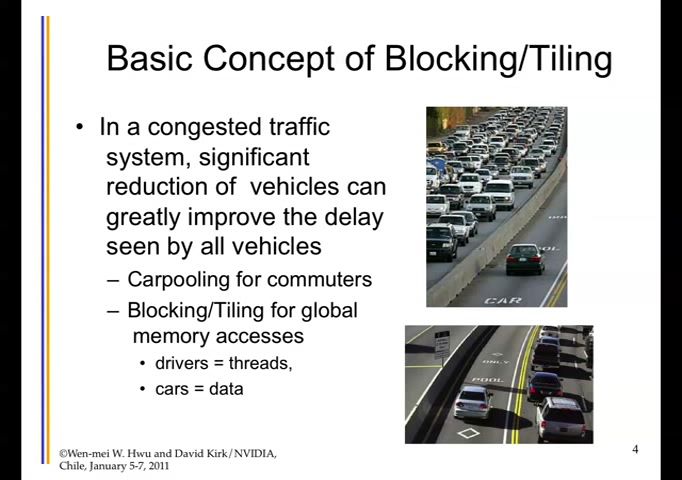 Basic Concept of Blocking/Tiling
• In a congested traffic
system, significant
reduction of vehicles can
greatly improve the delay
seen by all vehicles
– Carpooling for commuters
– Blocking/Tiling for global
memory accesses
• drivers = threads,
• cars = data
CAR
ONLY
POOL
©Wen-mei W. Hwu and David Kirk/NVIDIA,
Chile, January 5-7, 2011
4